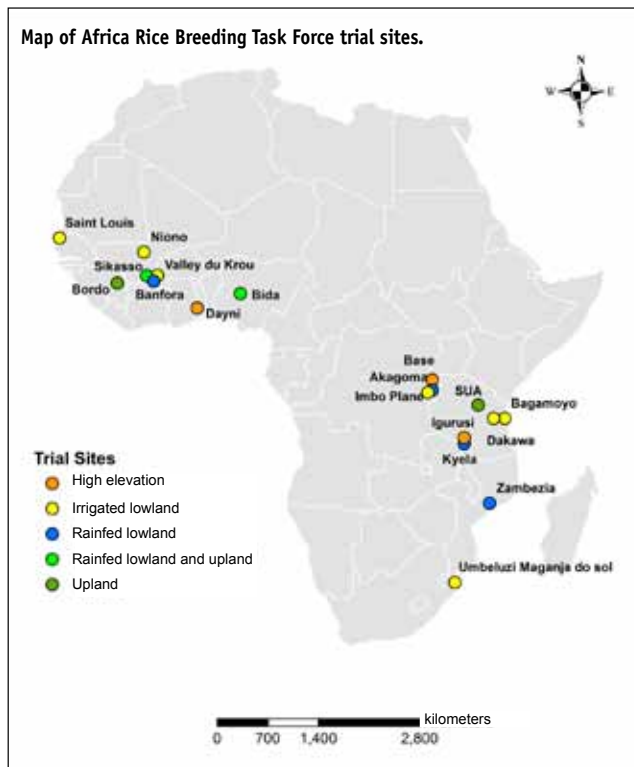 Map of Africa Rice Breeding Task Force trial sites.
N
W E
S
Saint Louis
Niono
Sikasso
Valley du Krou
Bordo
Banfora
Bida
Dayni
Base
Akagoma
SUA
Bagamoyo
Imbo Plane
Igurusi
Dakawa
Kyela
Zambezia
Umbeluzi Maganja do sol
Trial Sites
High elevation
Irrigated lowland
Rainfed lowland
Rainfed lowland and upland
Upland
kilometers
0 700 1,400 2,800